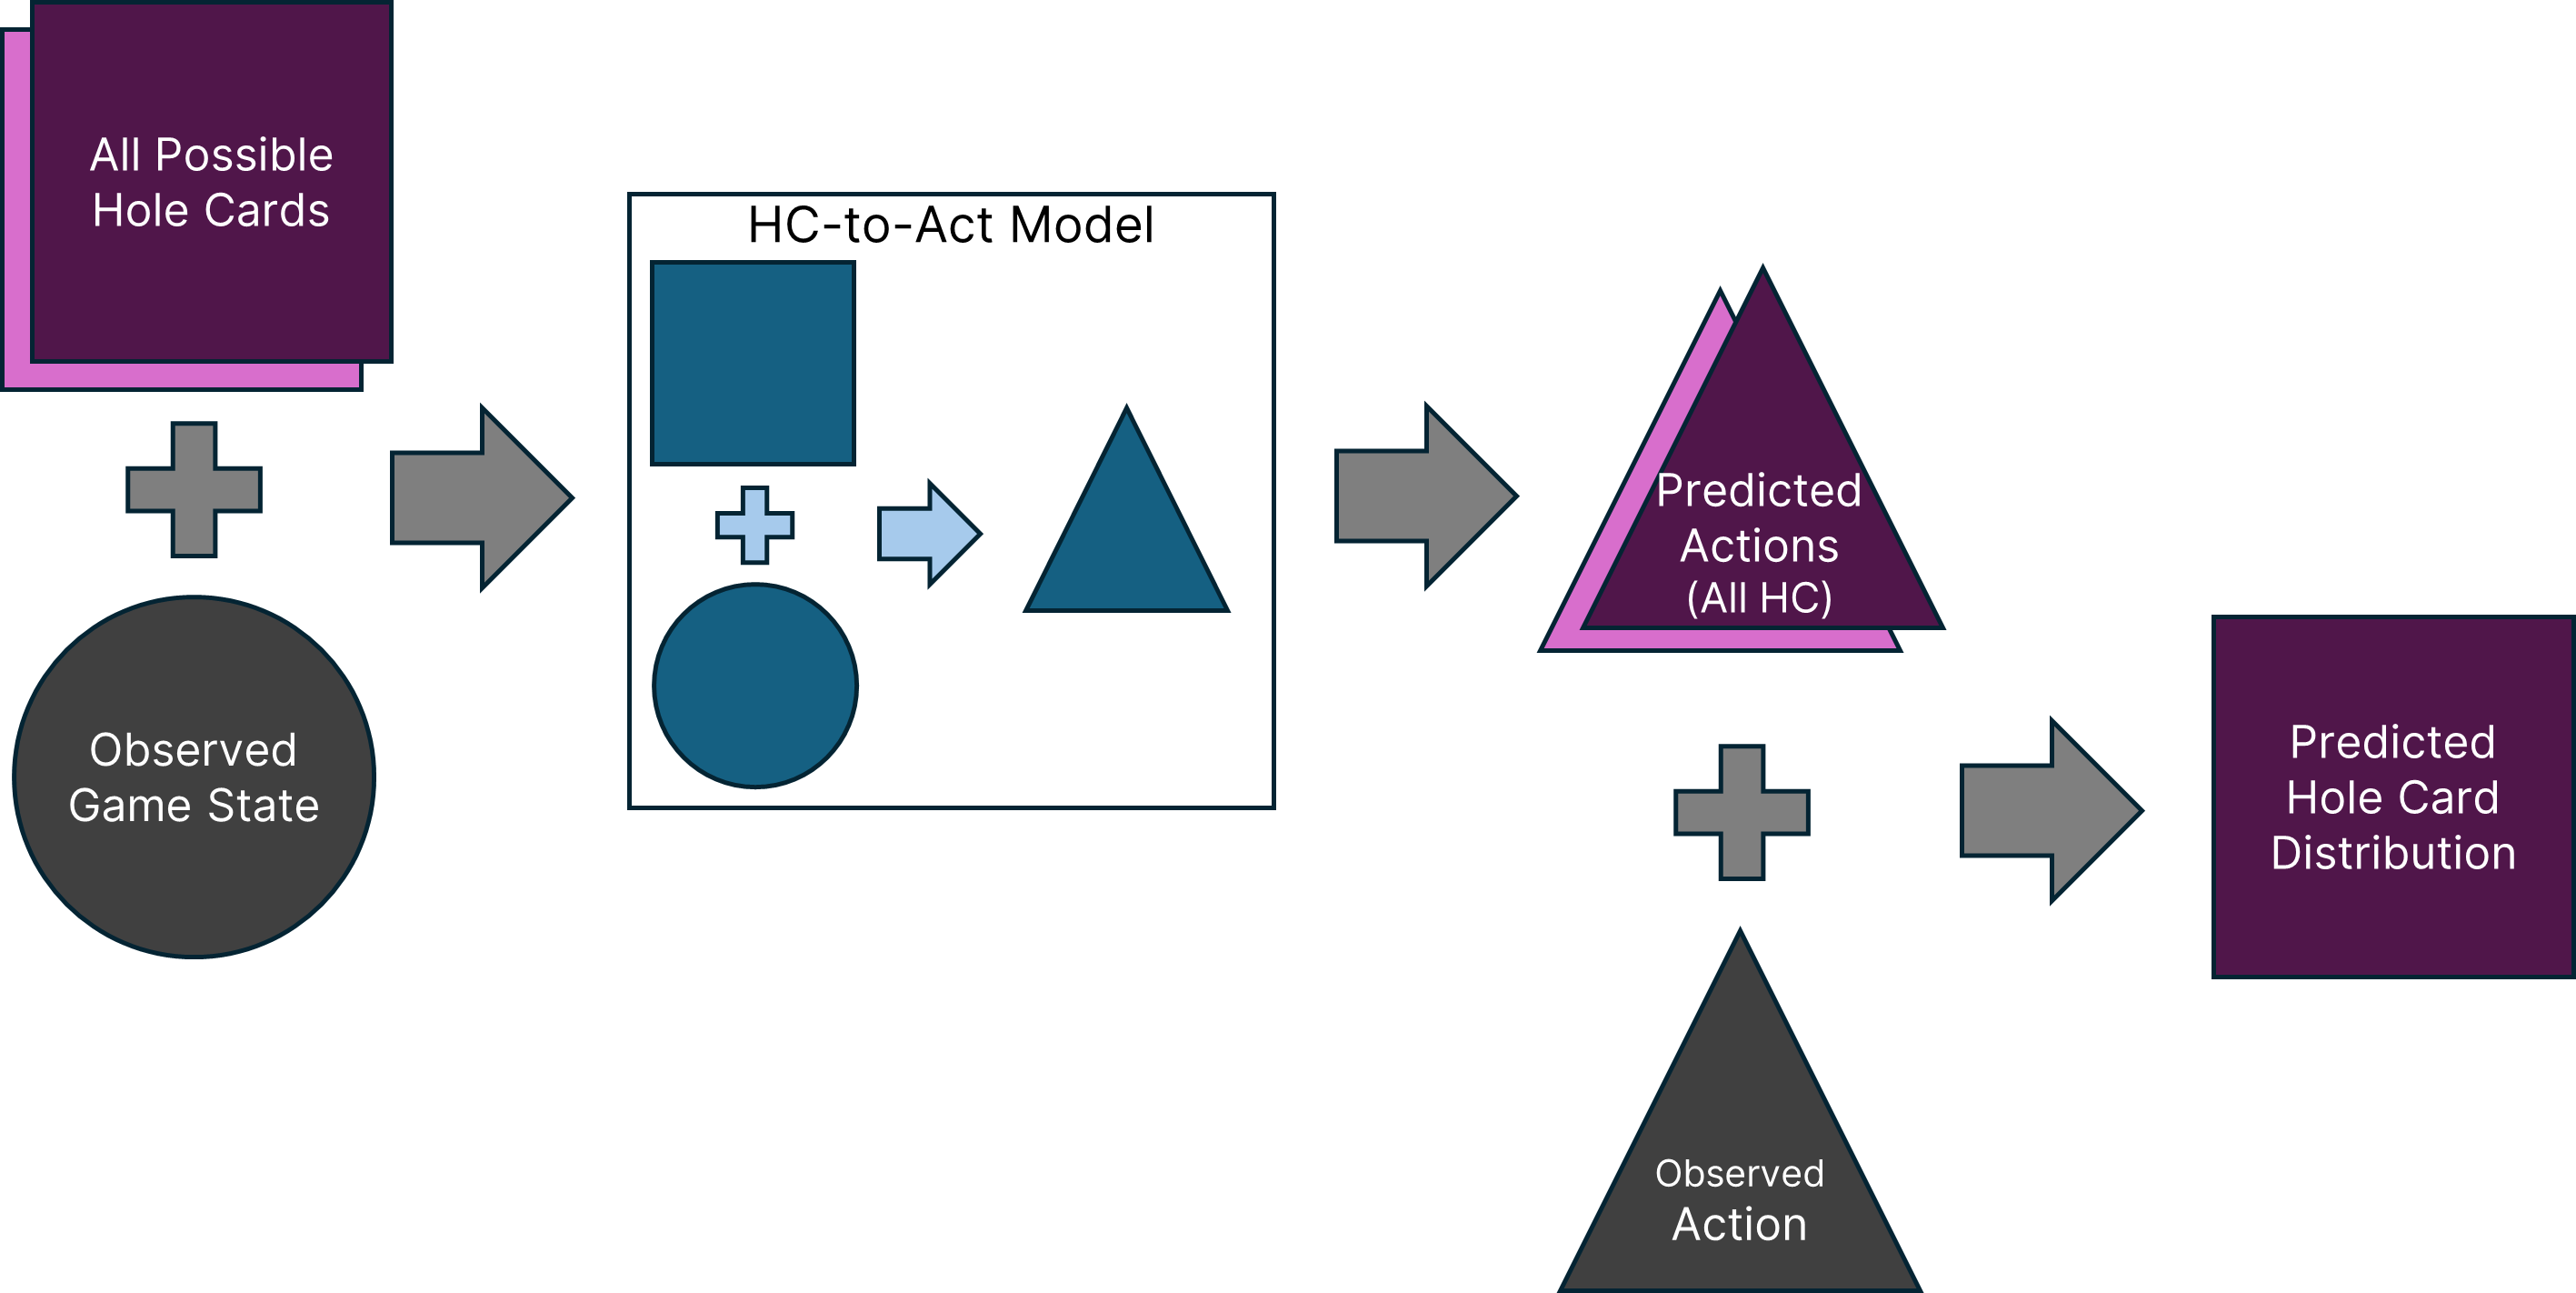 All Possible
Hole Cards
Observed
Game State
HC-to-Act Model
Predicted
Actions
(All HC)
Observed
Action
Predicted
Hole Card
Distribution